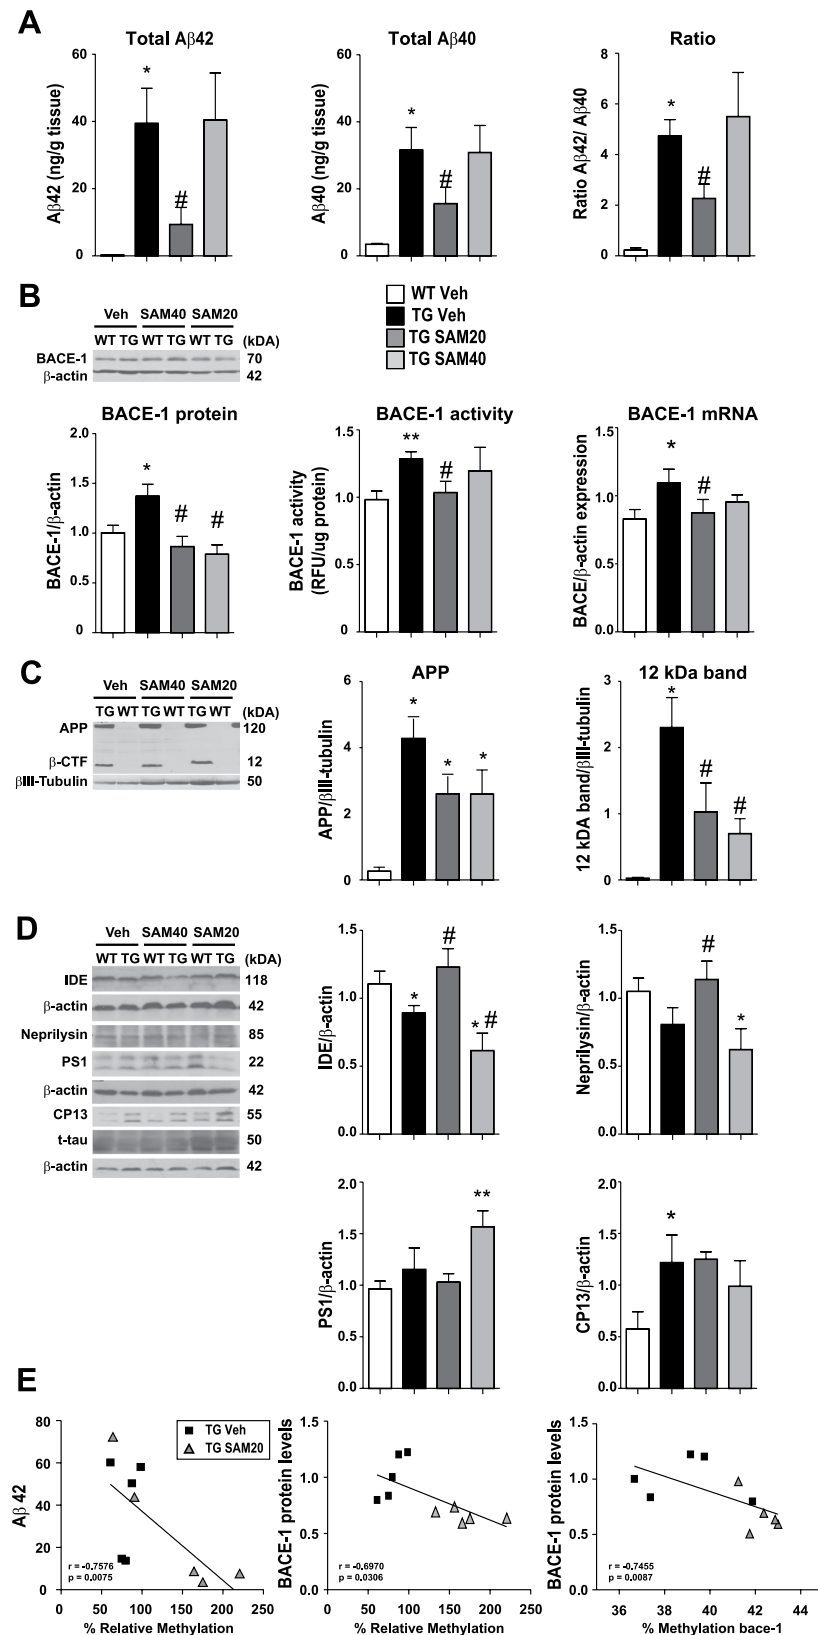 A
Total Aβ42
Total Aβ40
Ratio
Aβ42 (ng/g tissue)
60
40
20
0
*
#
Aβ40 (ng/g tissue)
60
40
20
0
*
#
Ratio Aβ42/ Aβ40
8
6
4
2
0
*
#
B
WT Veh
TG Veh
TG SAM20
TG SAM40
Veh SAM40 SAM20
WT TG WT TG WT TG (kDA)
BACE-1 70
β-actin 42
BACE-1 protein
BACE-1 activity
BACE-1 mRNA
BACE-1/β-actin
2.0
1.5
1.0
0.5
0
*
#
#
BACE-1 activity
(RFU/ug protein)
1.5
1.0
0.5
0
**
#
BACE/β-actin expression
1.5
1.0
0.5
0.0
*
#
C
Veh SAM40 SAM20
TG WT TG WT TG WT (kDA)
APP 120
β-CTF 12
βIII-Tubulin 50
APP
12 kDa band
APP/βIII-tubulin
6
4
2
0
*
*
*
12 kDA band/βIII-tubulin
3
2
1
0
*
#
#
D
Veh SAM40 SAM20
WT TG WT TG WT TG (kDA)
IDE 118
β-actin 42
Neprilysin 85
PS1 22
β-actin 42
CP13 55
t-tau 50
β-actin 42
IDE/β-actin
1.5
1.0
0.5
0.0
*
#
* #
Neprilysin/β-actin
1.5
1.0
0.5
0.0
#
*
PS1/β-actin
2.0
1.5
1.0
0.5
0.0
**
CP13/β-actin
2.0
1.5
1.0
0.5
0.0
*
E
Aβ 42
80
60
40
20
0
TG Veh
TG SAM20
r = -0.7576
p = 0.0075
0 50 100 150 200 250
% Relative Methylation
BACE-1 protein levels
1.5
1.0
0.5
0.0
r = -0.6970
p = 0.0306
0 50 100 150 200 250
% Relative Methylation
BACE-1 protein levels
1.5
1.0
0.5
0.0
r = -0.7455
p = 0.0087
36 38 40 42 44
% Methylation bace-1